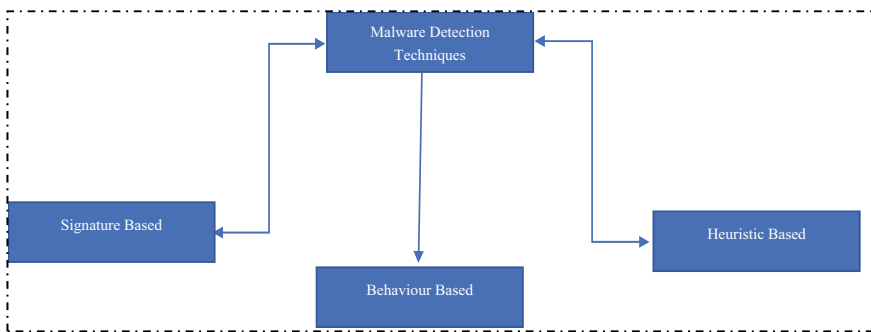 Malware Detection
Techniques
Signature Based
Heuristic Based
Behaviour Based